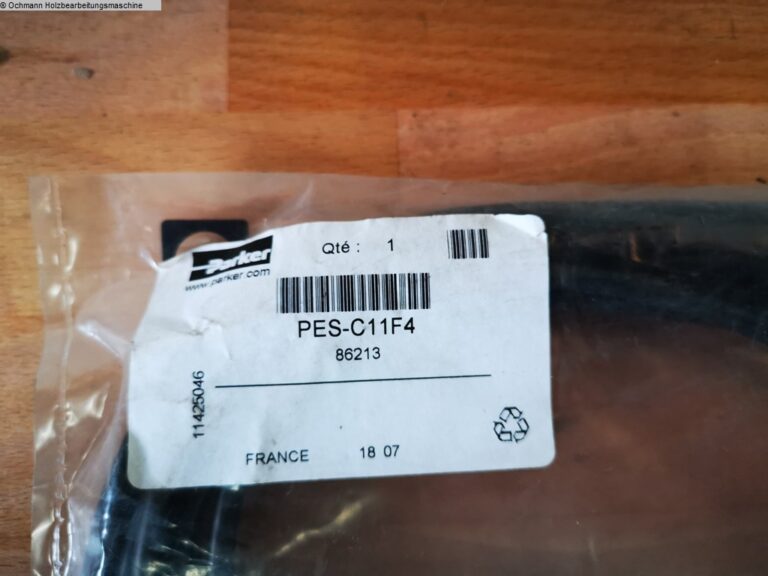 © Ochmann Holzbearbeitungsmaschine
Parker
www.parker.com
Qté : 1
PES-C11F4
86213
11425046
FRANCE 18 07